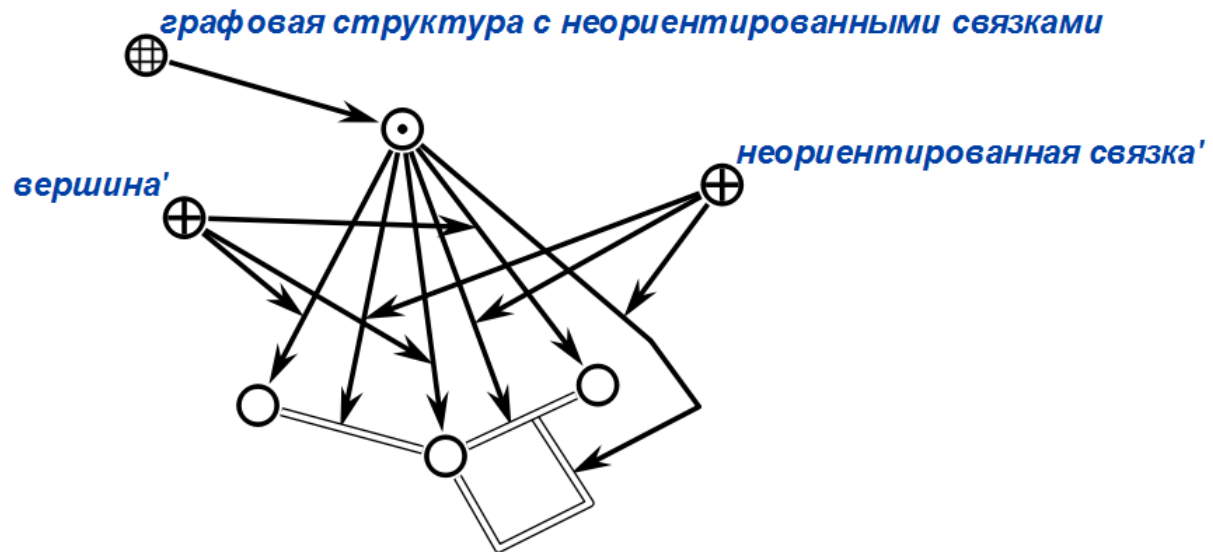 графовая структура с неориентированными связками
неориентированная связка'
вершина'